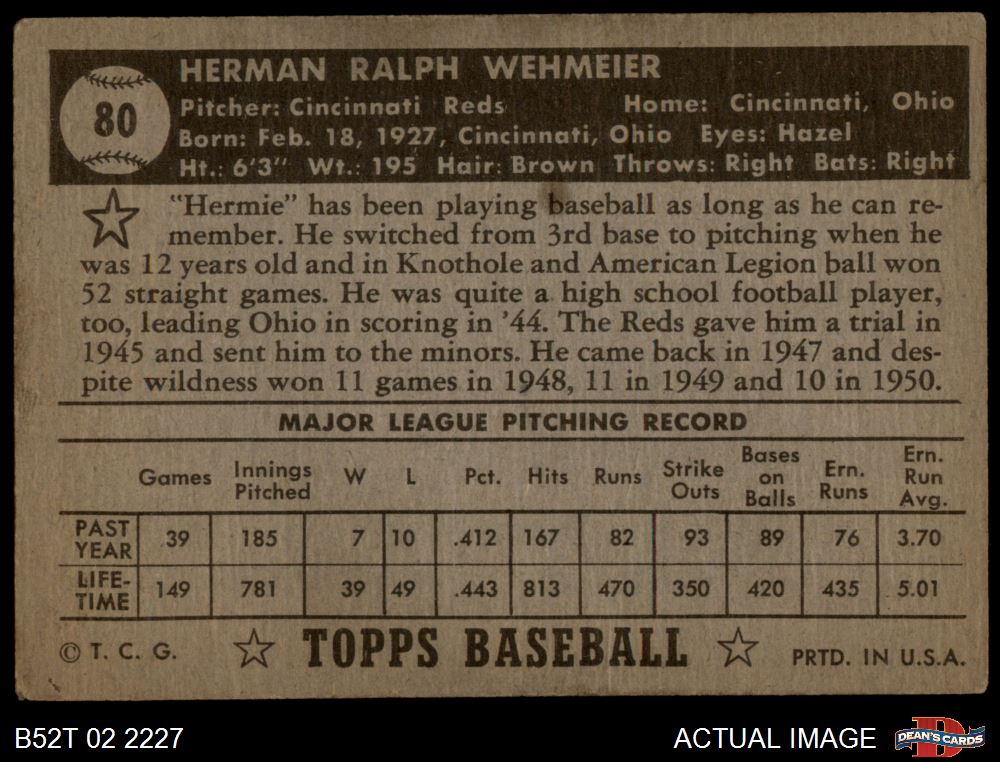 80
HERMAN RALPH WEHMEIER
Pitcher: Cincinnati Reds Home: Cincinnati, Ohio
Born: Feb. 18, 1927, Cincinnati, Ohio Eyes: Hazel
Ht.: 6'3" Wt.: 195 Hair: Brown Throws: Right Bats: Right
"Hermie" has been playing baseball as long as he can re-
member. He switched from 3rd base to pitching when he
was 12 years old and in Knothole and American Legion ball won
52 straight games. He was quite a high school football player,
too, leading Ohio in scoring in '44. The Reds gave him a trial in
1945 and sent him to the minors. He came back in 1947 and des-
pite wildness won 11 games in 1948, 11 in 1949 and 10 in 1950.
MAJOR LEAGUE PITCHING RECORD
Games Innings Pitched W L Pct. Hits Runs Strike Outs Bases on Balls Ern. Runs Ern. Run Avg.
PAST YEAR 39 185 7 10 .412 167 82 93 89 76 3.70
LIFE-TIME 149 781 39 49 .443 813 470 350 420 435 5.01
© T. C. G. TOPPS BASEBALL PRTD. IN U.S.A.
B52T 02 2227 ACTUAL IMAGE DEAN'S CARDS